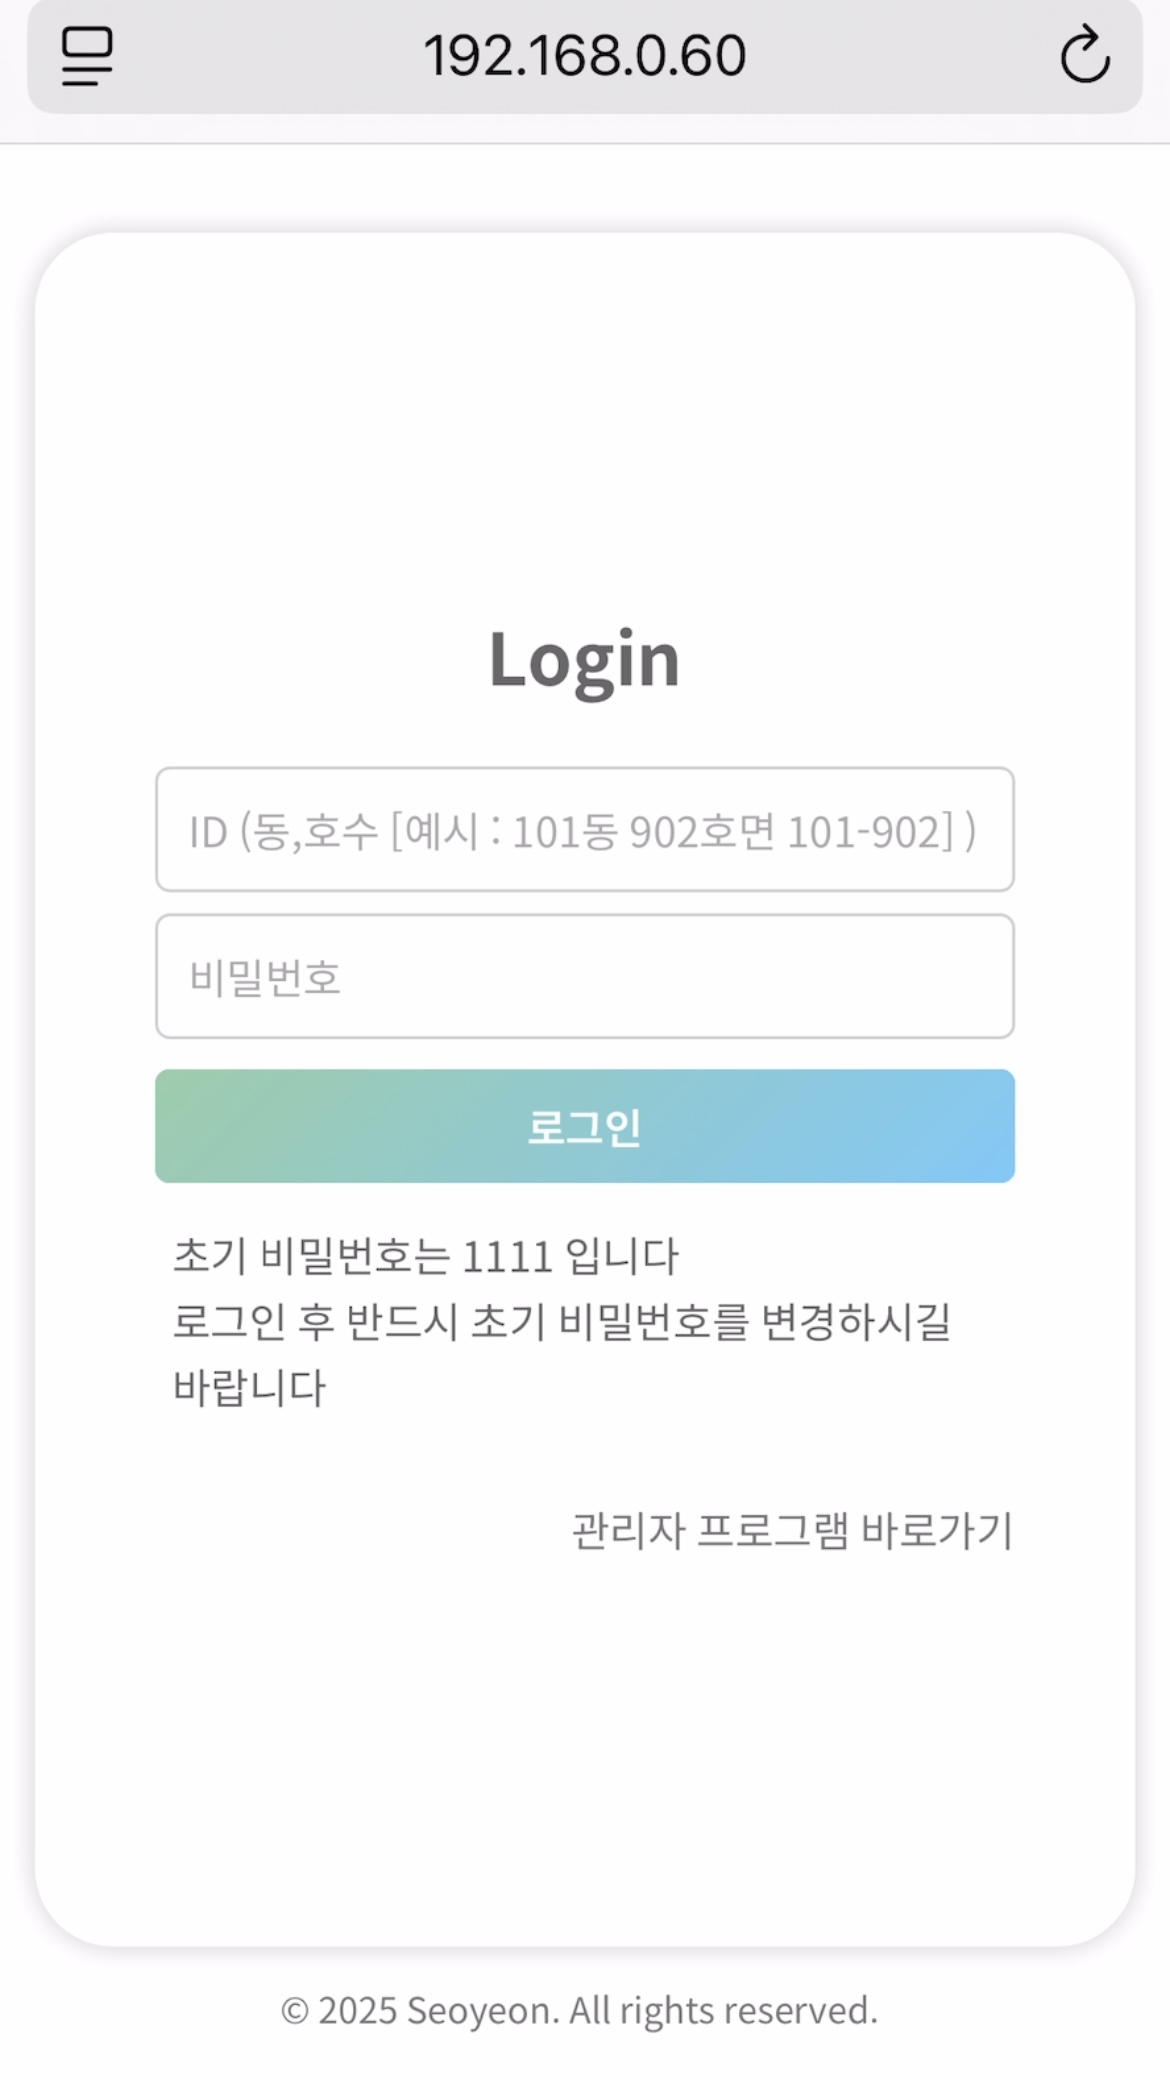 192.168.0.60
Login
ID (동,호수 [예시 : 101동 902호면 101-902] )
비밀번호
로그인
초기 비밀번호는 1111 입니다
로그인 후 반드시 초기 비밀번호를 변경하시길
바랍니다
관리자 프로그램 바로가기
© 2025 Seoyeon. All rights reserved.